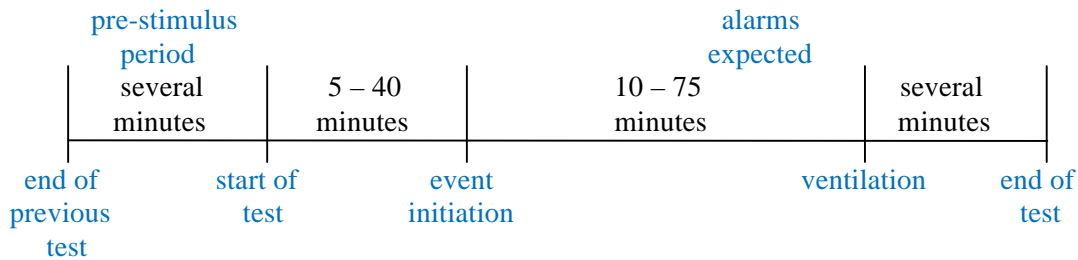 pre-stimulus
period
alarms
expected
several
minutes
5 – 40
minutes
10 – 75
minutes
several
minutes
end of
previous
test
start of
test
event
initiation
ventilation
end of
test